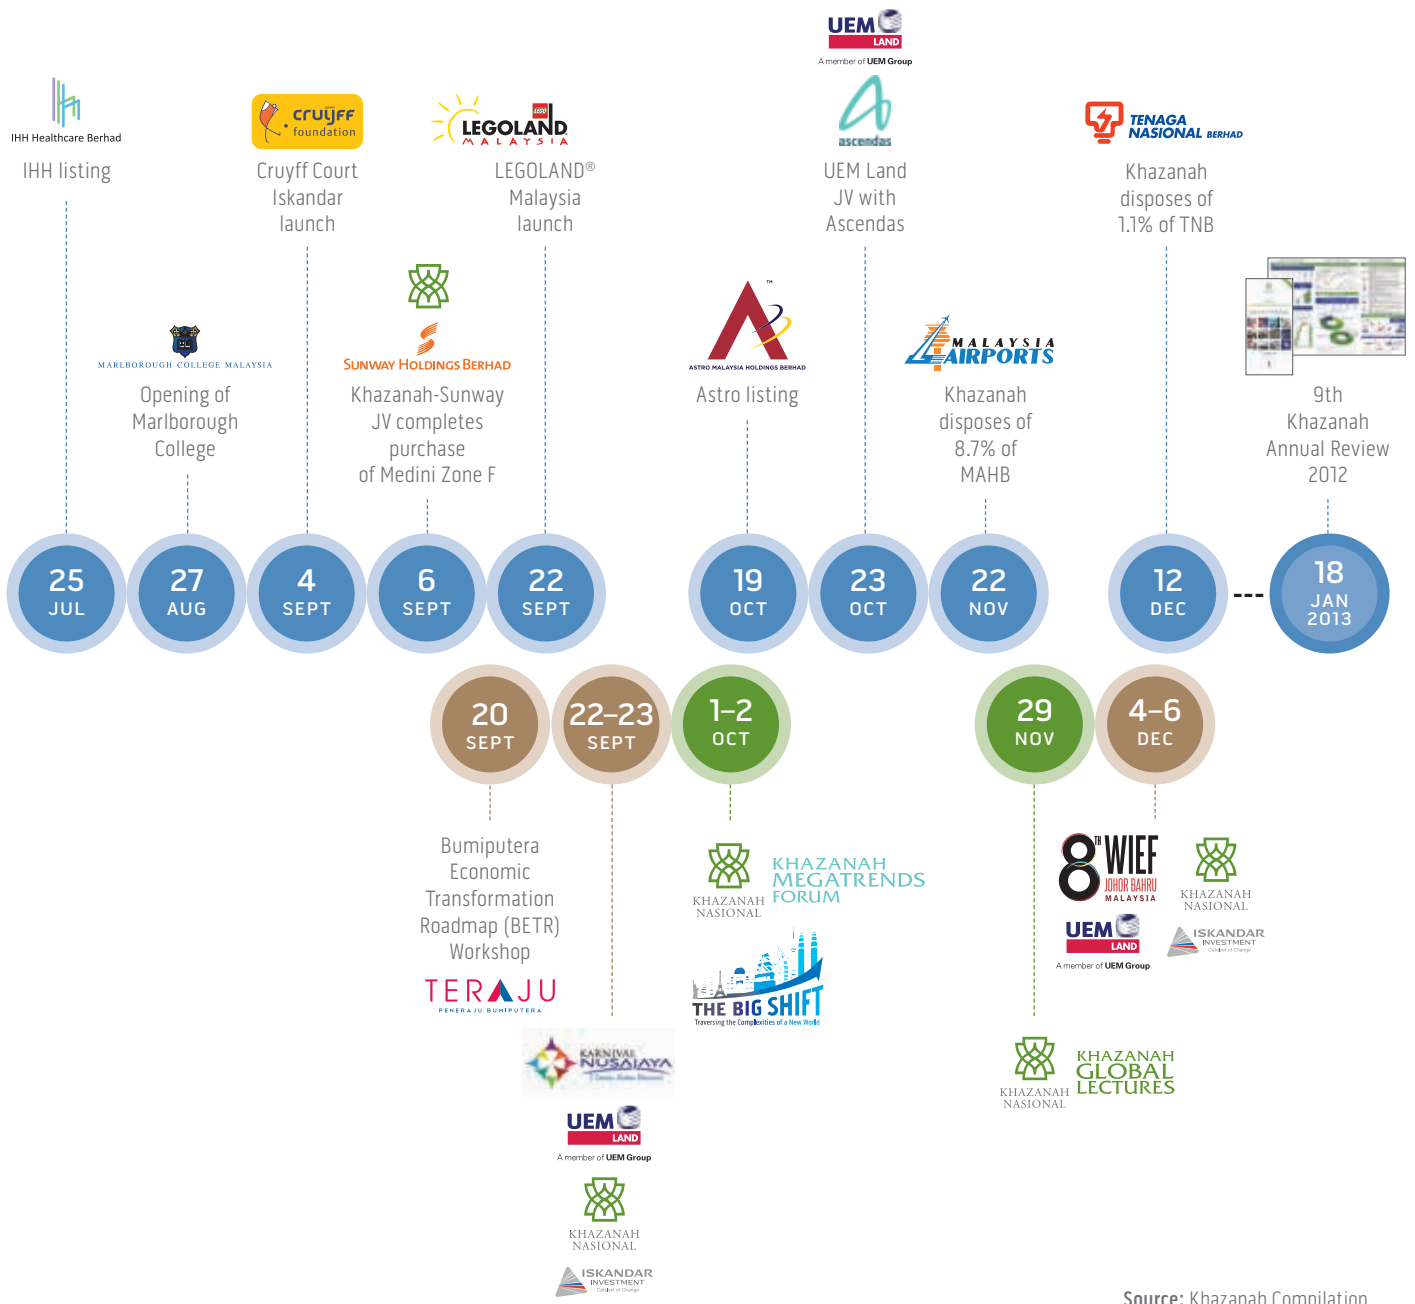 IHH Healthcare Berhad
IHH listing
MARLBOROUGH COLLEGE MALAYSIA
Opening of
Marlborough
College
cruyff
foundation
Cruyff Court
Iskandar
launch
SUNWAY HOLDINGS BERHAD
Khazanah-Sunway
JV completes
purchase
of Medini Zone F
LEGO
LEGOLAND
MALAYSIA
LEGOLAND®
Malaysia
launch
ASTRO MALAYSIA HOLDINGS BERHAD
TM
Astro listing
UEM
LAND
A member of UEM Group
ascendas
UEM Land
JV with
Ascendas
MALAYSIA
AIRPORTS
Khazanah
disposes of
8.7% of
MAHB
TENAGA
NASIONAL BERHAD
Khazanah
disposes of
1.1% of TNB
9th
Khazanah
Annual Review
2012
25
JUL
27
AUG
4
SEPT
6
SEPT
22
SEPT
19
OCT
23
OCT
22
NOV
12
DEC
---
18
JAN
2013
20
SEPT
22–23
SEPT
1–2
OCT
29
NOV
4–6
DEC
Bumiputera
Economic
Transformation
Roadmap (BETR)
Workshop
TERAJU
PENERAJU BUMIPUTERA
KARNIVAL
NUSAJAYA
UEM
LAND
A member of UEM Group
KHAZANAH
NASIONAL
ISKANDAR
INVESTMENT
Catalyst of Change
KHAZANAH
NASIONAL
KHAZANAH
MEGATRENDS
FORUM
THE BIG SHIFT
Traversing the Complexities of a New World
KHAZANAH
NASIONAL
KHAZANAH
GLOBAL
LECTURES
8TH WIEF
JOHOR BAHRU
MALAYSIA
KHAZANAH
NASIONAL
UEM
LAND
A member of UEM Group
ISKANDAR
INVESTMENT
Catalyst of Change
Source: Khazanah Compilation